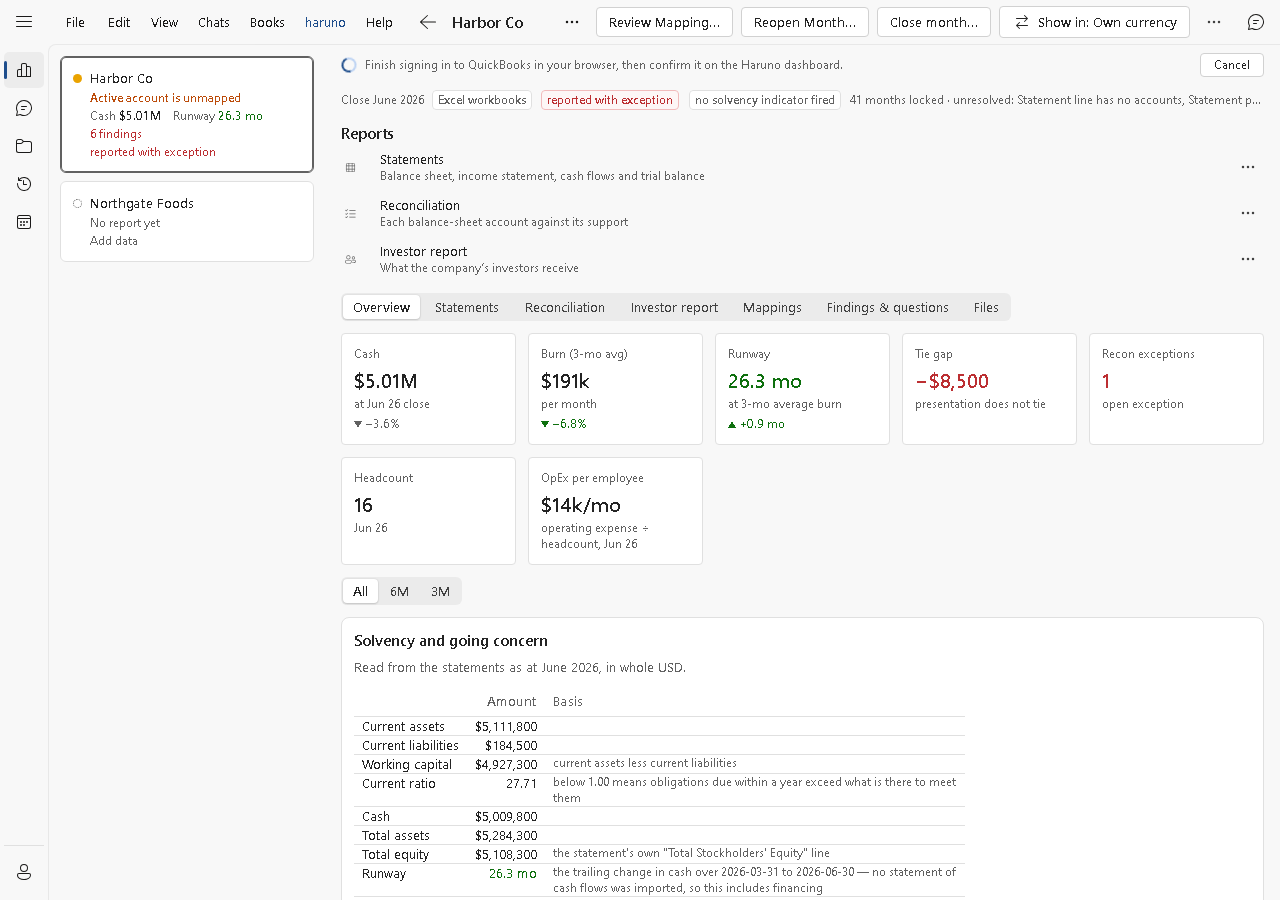 File Edit View Chats Books haruno Help Harbor Co Review Mapping... Reopen Month... Close month... Show in: Own currency
Harbor Co
Active account is unmapped
Cash $5.01M Runway 26.3 mo
6 findings
reported with exception
Northgate Foods
No report yet
Add data
Finish signing in to QuickBooks in your browser, then confirm it on the Haruno dashboard. Cancel
Close June 2026 Excel workbooks reported with exception no solvency indicator fired 41 months locked · unresolved: Statement line has no accounts, Statement p...
Reports
Statements
Balance sheet, income statement, cash flows and trial balance
Reconciliation
Each balance-sheet account against its support
Investor report
What the company's investors receive
Overview Statements Reconciliation Investor report Mappings Findings & questions Files
Cash
$5.01M
at Jun 26 close
▼ −3.6%
Burn (3-mo avg)
$191k
per month
▼ −6.8%
Runway
26.3 mo
at 3-mo average burn
▲ +0.9 mo
Tie gap
−$8,500
presentation does not tie
Recon exceptions
1
open exception
Headcount
16
Jun 26
OpEx per employee
$14k/mo
operating expense ÷
headcount, Jun 26
All 6M 3M
Solvency and going concern
Read from the statements as at June 2026, in whole USD.
Amount Basis
Current assets $5,111,800
Current liabilities $184,500
Working capital $4,927,300 current assets less current liabilities
Current ratio 27.71 below 1.00 means obligations due within a year exceed what is there to meet
them
Cash $5,009,800
Total assets $5,284,300
Total equity $5,108,300 the statement's own "Total Stockholders' Equity" line
Runway 26.3 mo the trailing change in cash over 2026-03-31 to 2026-06-30 — no statement of
cash flows was imported, so this includes financing